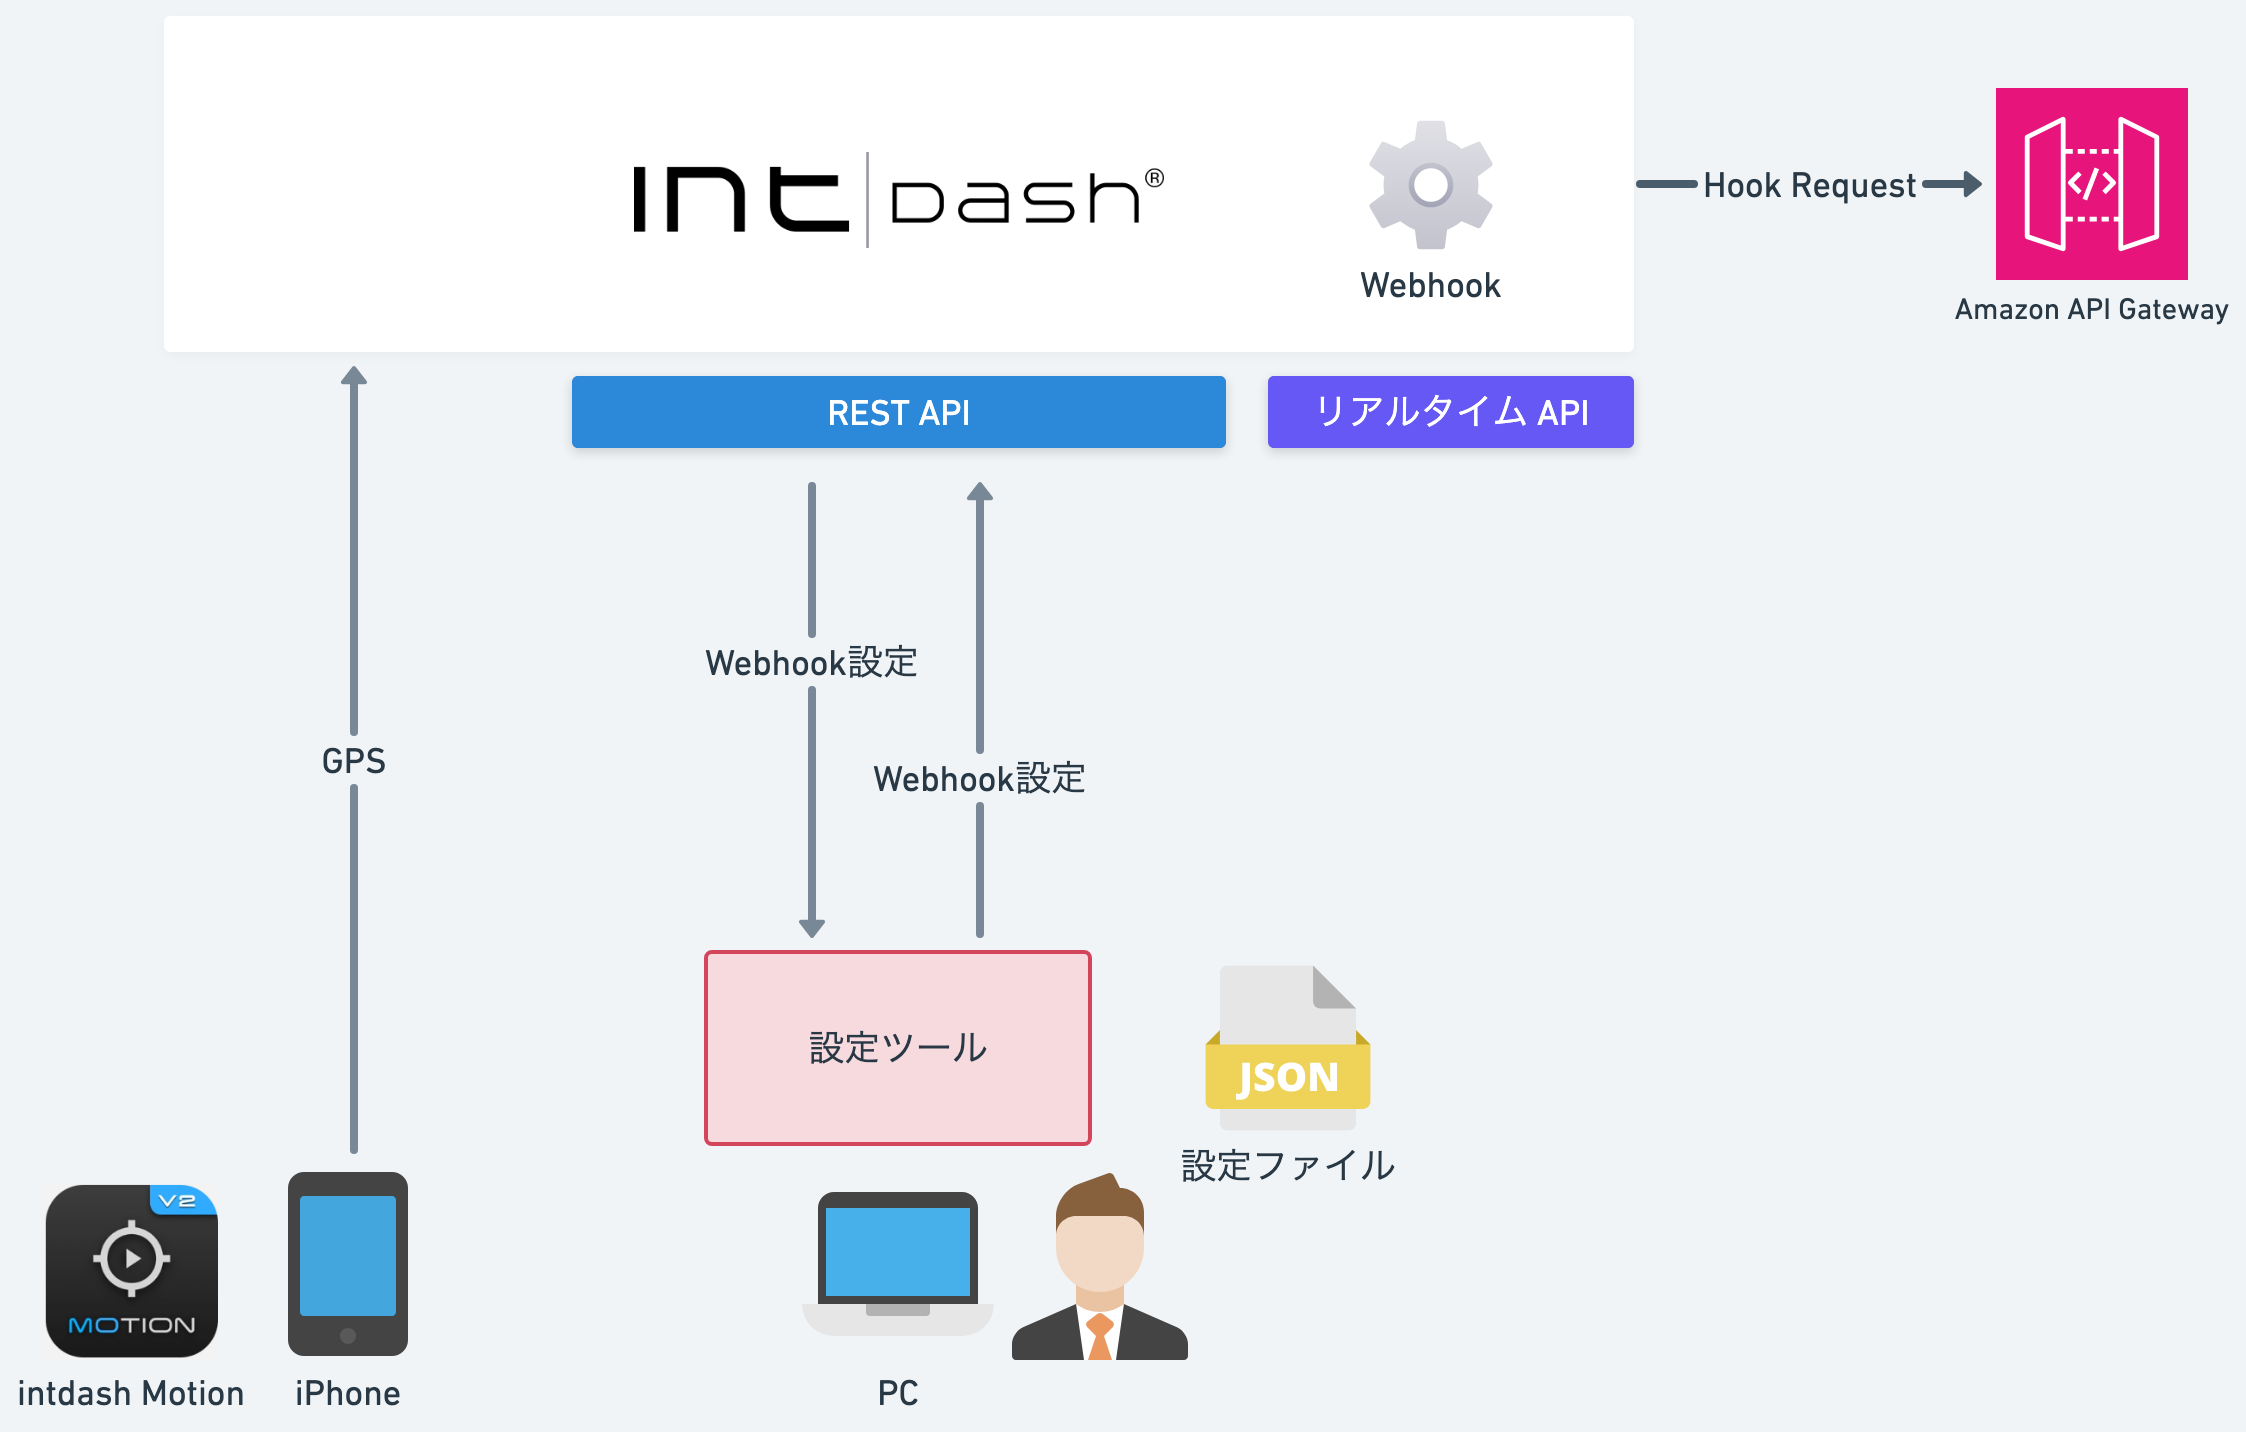 ınt dash®
Webhook
Hook Request
Amazon API Gateway
REST API
リアルタイム API
Webhook設定
GPS
Webhook設定
設定ツール
JSON
設定ファイル
V2
MOTION
intdash Motion
iPhone
PC